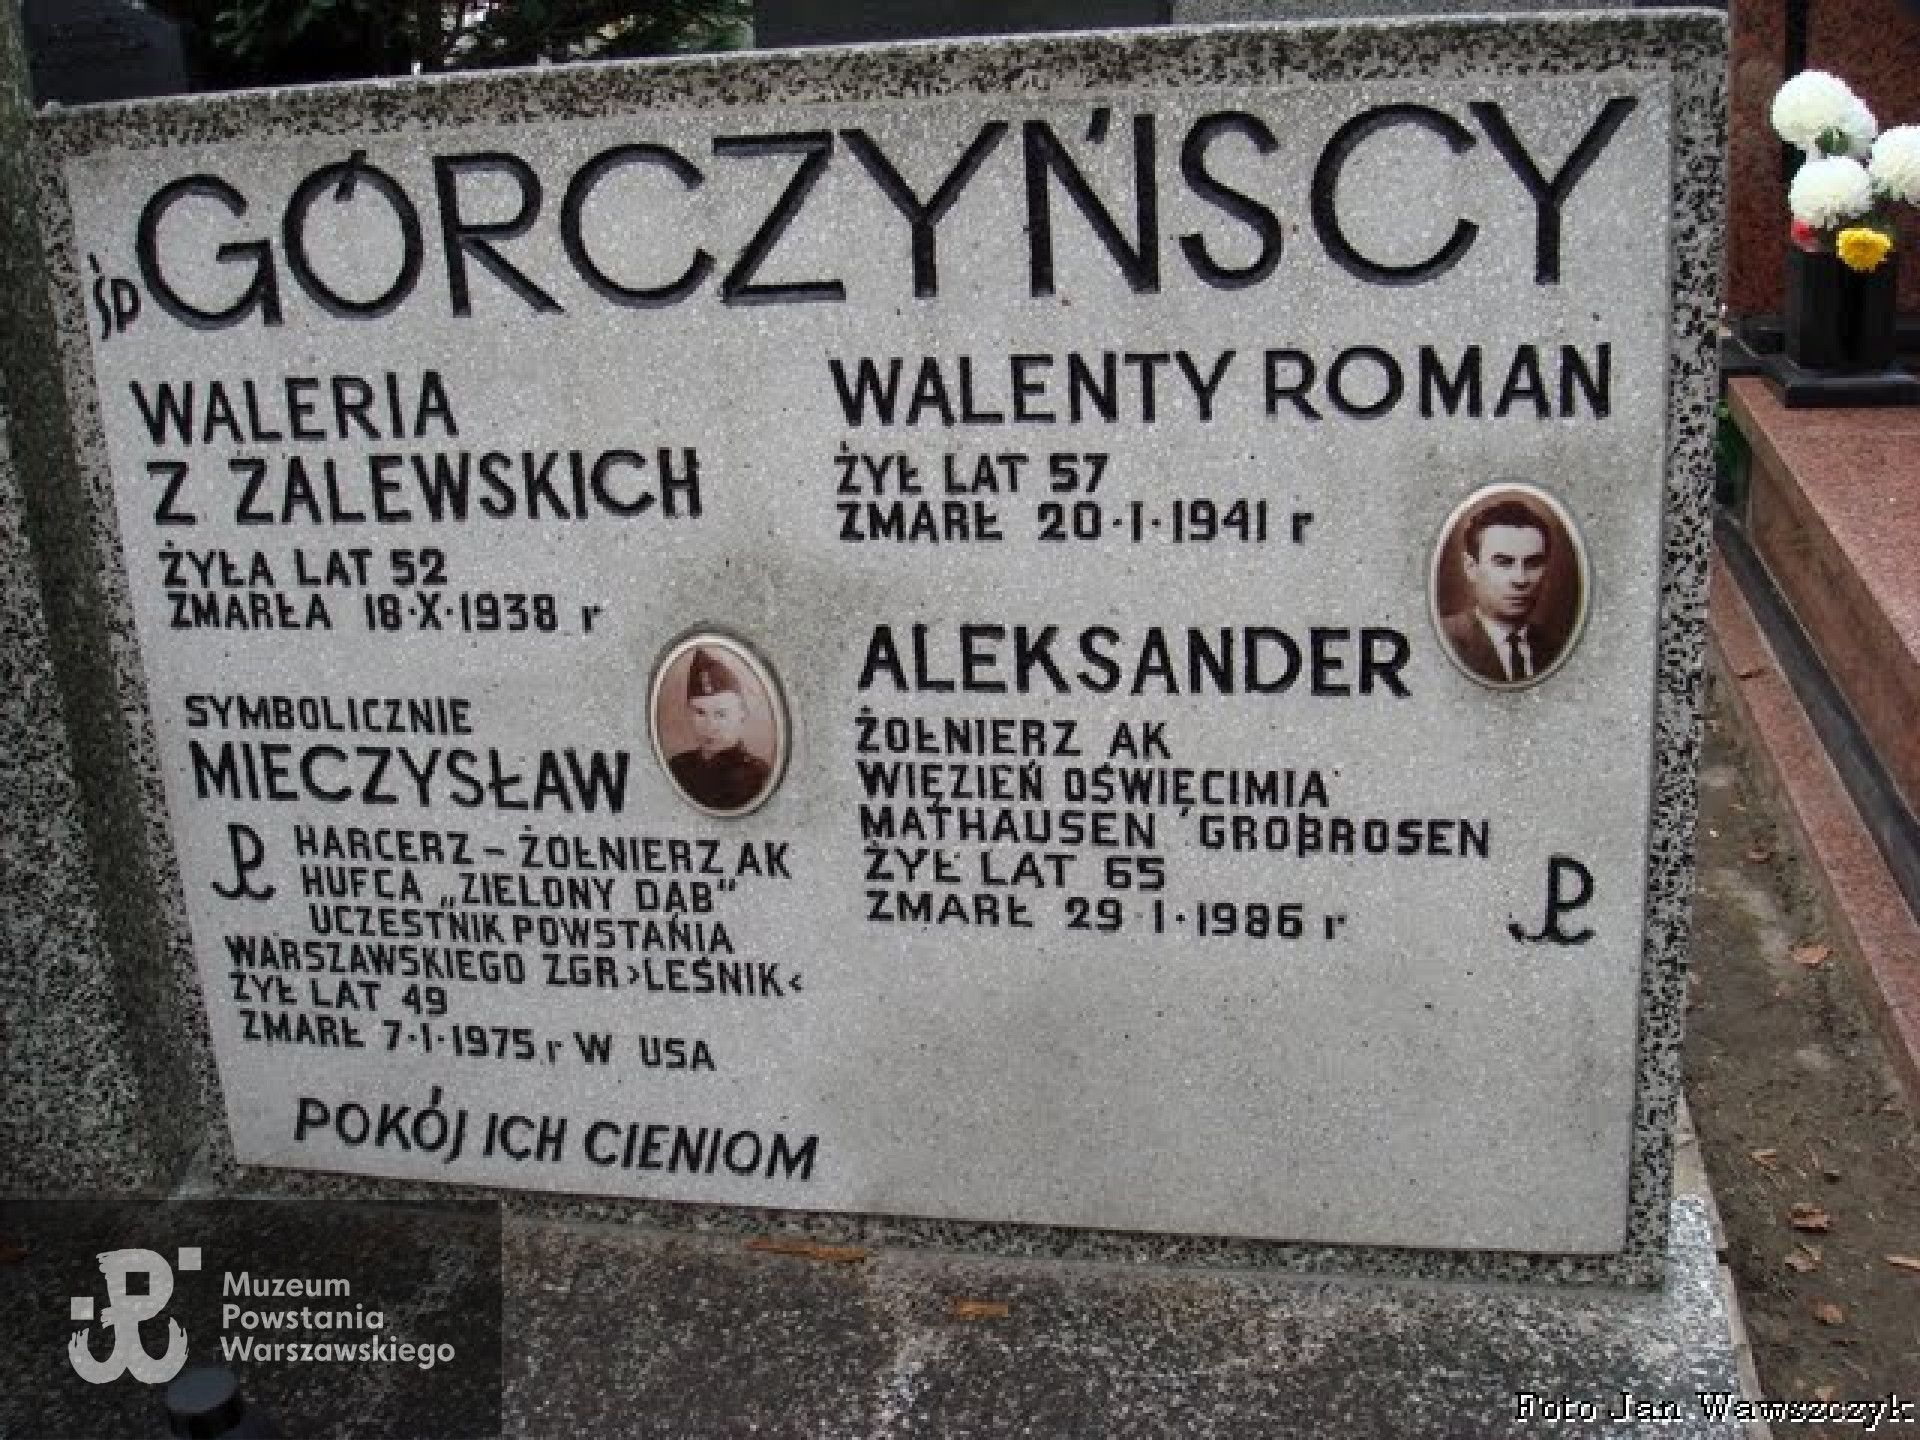 ŚP GÓRCZYŃSCY
WALERIA
Z ZALEWSKICH
ŻYŁA LAT 52
ZMARŁA 18·X·1938 r
WALENTY ROMAN
ŻYŁ LAT 57
ZMARŁ 20·I·1941 r
SYMBOLICZNIE
MIECZYSŁAW
HARCERZ – ŻOŁNIERZ AK
HUFCA „ZIELONY DĄB"
UCZESTNIK POWSTANIA
WARSZAWSKIEGO ZGR›LEŚNIK‹
ŻYŁ LAT 49
ZMARŁ 7·I·1975 r W USA
ALEKSANDER
ŻOŁNIERZ AK
WIĘZIEŃ OŚWIĘCIMIA
MATHAUSEN GROßROSEN
ŻYŁ LAT 65
ZMARŁ 29·I·1986 r
POKÓJ ICH CIENIOM
Muzeum
Powstania
Warszawskiego
Foto Jan Wawszczyk